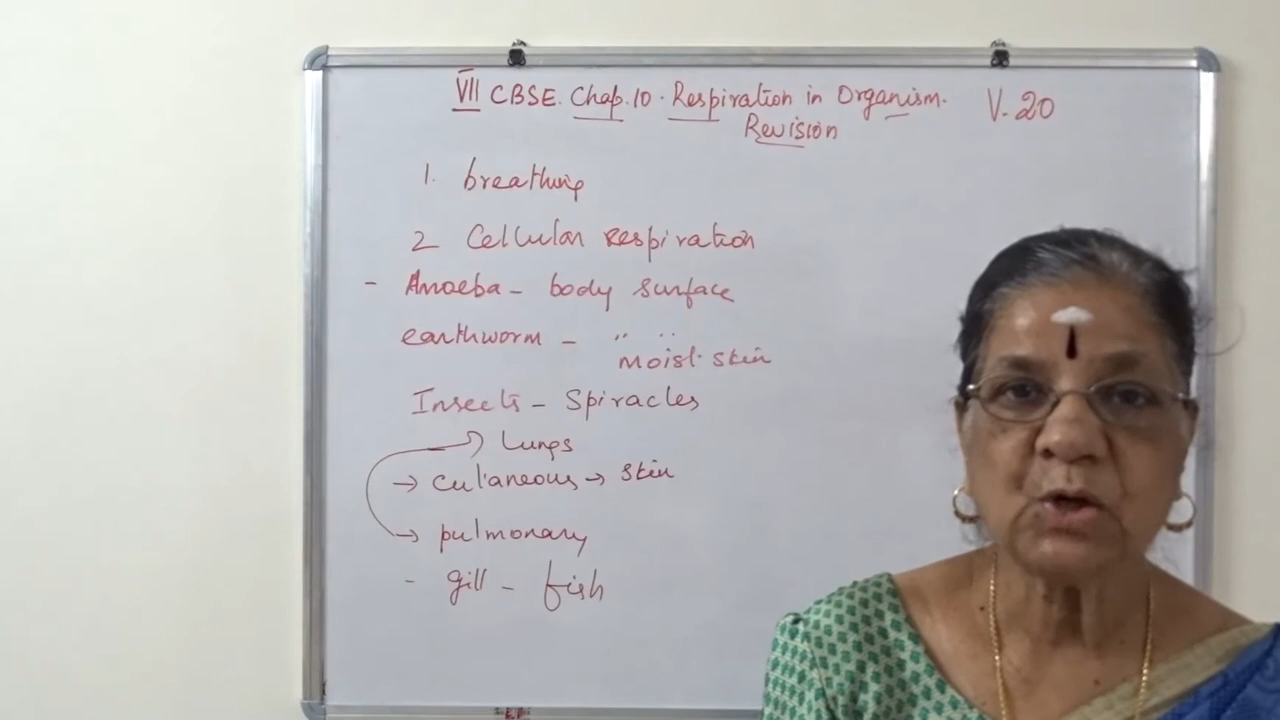 VII CBSE. Chap. 10. Respiration in Organism. V. 20
Revision
1. breathing
2 Cellular respiration
- Amoeba - body surface
earthworm - " "
moist skin
Insects - Spiracles
→ Lungs
→ cutaneous → skin
→ pulmonary
- gill - fish